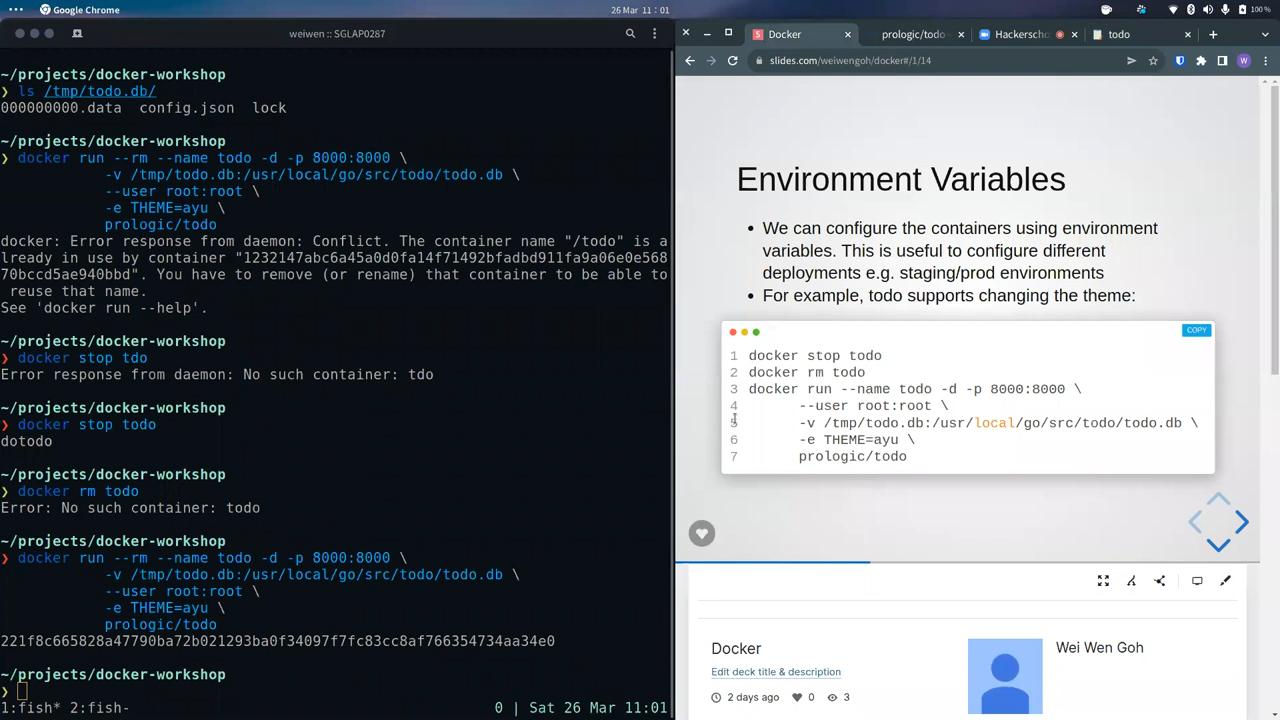 Google Chrome
26 Mar 11:01
100 %
weiwen :: SGLAP0287
~/projects/docker-workshop
❯ ls /tmp/todo.db/
000000000.data config.json lock
~/projects/docker-workshop
❯ docker run --rm --name todo -d -p 8000:8000 \
-v /tmp/todo.db:/usr/local/go/src/todo/todo.db \
--user root:root \
-e THEME=ayu \
prologic/todo
docker: Error response from daemon: Conflict. The container name "/todo" is a
lready in use by container "1232147abc6a45a0d0fa14f71492bfadbd911fa9a06e0e568
70bccd5ae940bbd". You have to remove (or rename) that container to be able to
reuse that name.
See 'docker run --help'.
~/projects/docker-workshop
❯ docker stop tdo
Error response from daemon: No such container: tdo
~/projects/docker-workshop
❯ docker stop todo
dotodo
~/projects/docker-workshop
❯ docker rm todo
Error: No such container: todo
~/projects/docker-workshop
❯ docker run --rm --name todo -d -p 8000:8000 \
-v /tmp/todo.db:/usr/local/go/src/todo/todo.db \
--user root:root \
-e THEME=ayu \
prologic/todo
221f8c665828a47790ba72b021293ba0f34097f7fc83cc8af766354734aa34e0
~/projects/docker-workshop
❯
1:fish* 2:fish-
0 | Sat 26 Mar 11:01
Docker
prologic/todo
Hackersch
todo
slides.com/weiwengoh/docker#/1/14
W
Environment Variables
• We can configure the containers using environment
variables. This is useful to configure different
deployments e.g. staging/prod environments
• For example, todo supports changing the theme:
COPY
1 docker stop todo
2 docker rm todo
3 docker run --name todo -d -p 8000:8000 \
4 --user root:root \
5 -v /tmp/todo.db:/usr/local/go/src/todo/todo.db \
6 -e THEME=ayu \
7 prologic/todo
Docker
Edit deck title & description
2 days ago 0 3
Wei Wen Goh